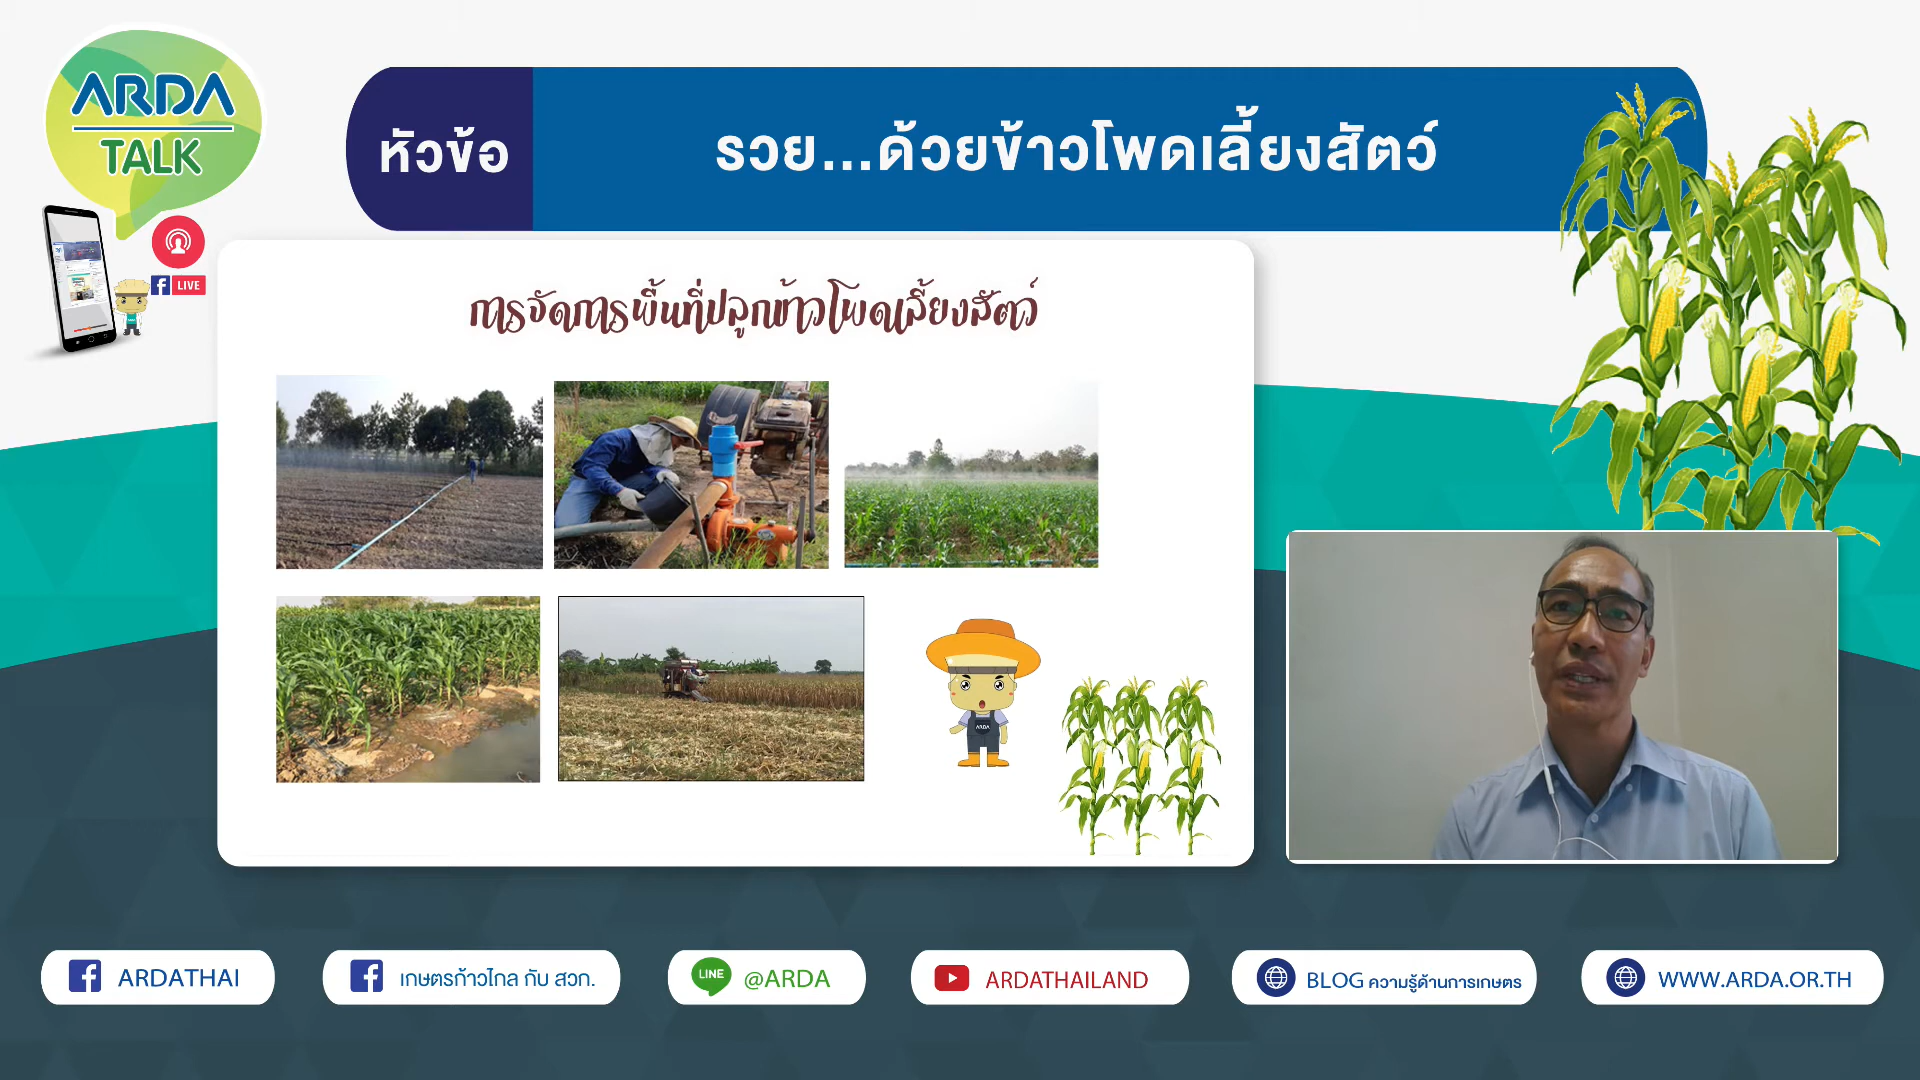 ARDA
TALK
LIVE
หัวข้อ
รวย...ด้วยข้าวโพดเลี้ยงสัตว์
การจัดการพื้นที่ปลูกข้าวโพดเลี้ยงสัตว์
ARDA
ARDATHAI
เกษตรก้าวไกล กับ สวก.
LINE
@ARDA
ARDATHAILAND
BLOG ความรู้ด้านการเกษตร
WWW.ARDA.OR.TH